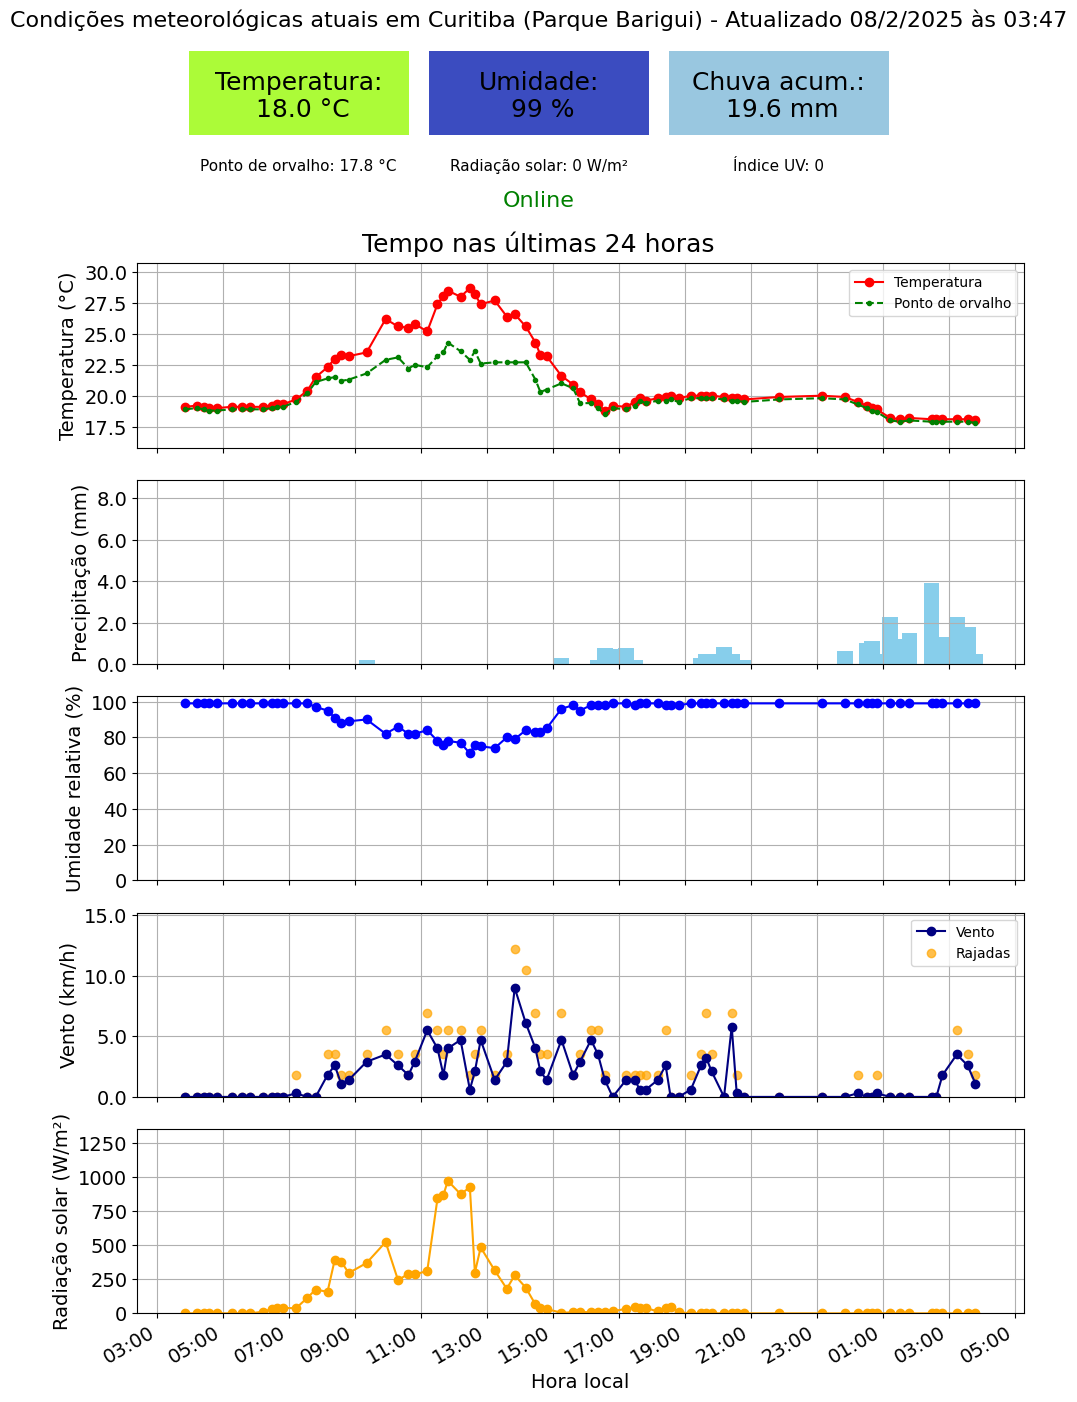 Condições meteorológicas atuais em Curitiba (Parque Barigui) - Atualizado 08/2/2025 às 03:47
Temperatura:
18.0 °C
Umidade:
99 %
Chuva acum.:
19.6 mm
Ponto de orvalho: 17.8 °C
Radiação solar: 0 W/m²
Índice UV: 0
Online
Tempo nas últimas 24 horas
Temperatura (°C)
30.0
27.5
25.0
22.5
20.0
17.5
Temperatura
Ponto de orvalho
Precipitação (mm)
8.0
6.0
4.0
2.0
0.0
Umidade relativa (%)
100
80
60
40
20
0
Vento (km/h)
15.0
10.0
5.0
0.0
Vento
Rajadas
Radiação solar (W/m²)
1250
1000
750
500
250
0
03:00
05:00
07:00
09:00
11:00
13:00
15:00
17:00
19:00
21:00
23:00
01:00
03:00
05:00
Hora local